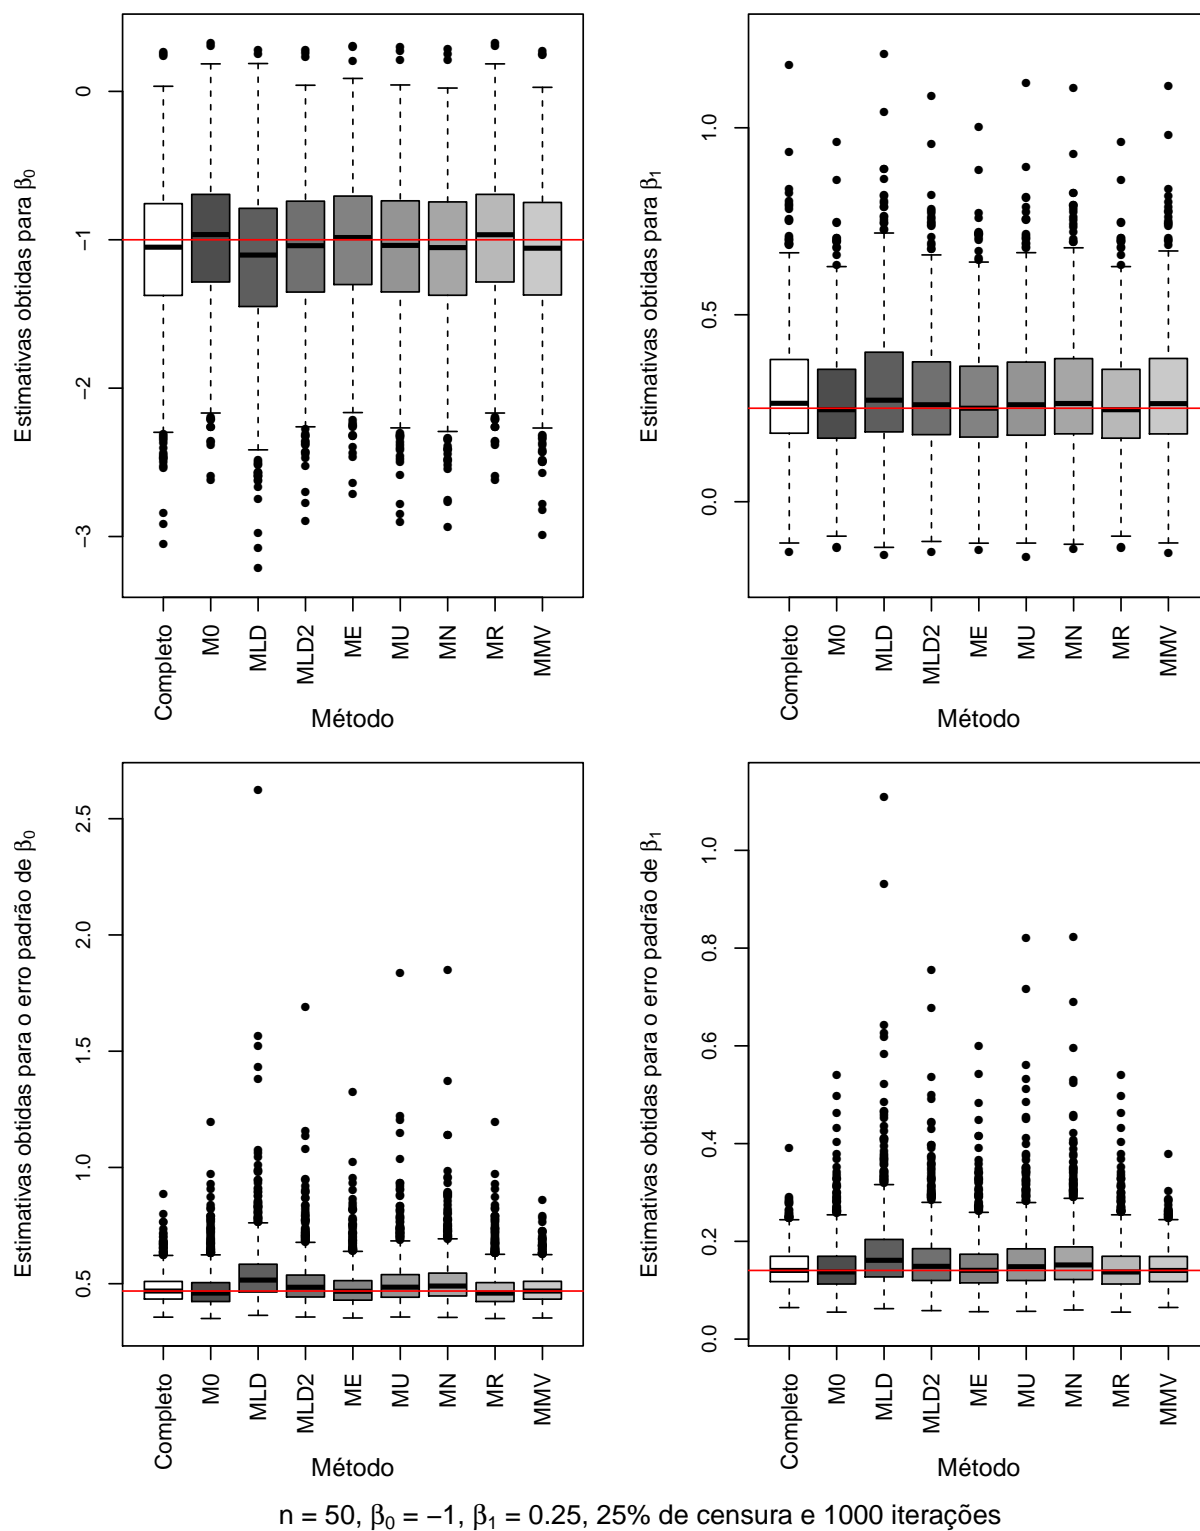 Estimativas obtidas para β0
0
−1
−2
−3
Completo
M0
MLD
MLD2
ME
MU
MN
MR
MMV
Método
Estimativas obtidas para β1
1.0
0.5
0.0
Completo
M0
MLD
MLD2
ME
MU
MN
MR
MMV
Método
Estimativas obtidas para o erro padrão de β0
2.5
2.0
1.5
1.0
0.5
Completo
M0
MLD
MLD2
ME
MU
MN
MR
MMV
Método
Estimativas obtidas para o erro padrão de β1
1.0
0.8
0.6
0.4
0.2
0.0
Completo
M0
MLD
MLD2
ME
MU
MN
MR
MMV
Método
n = 50, β0 = −1, β1 = 0.25, 25% de censura e 1000 iterações